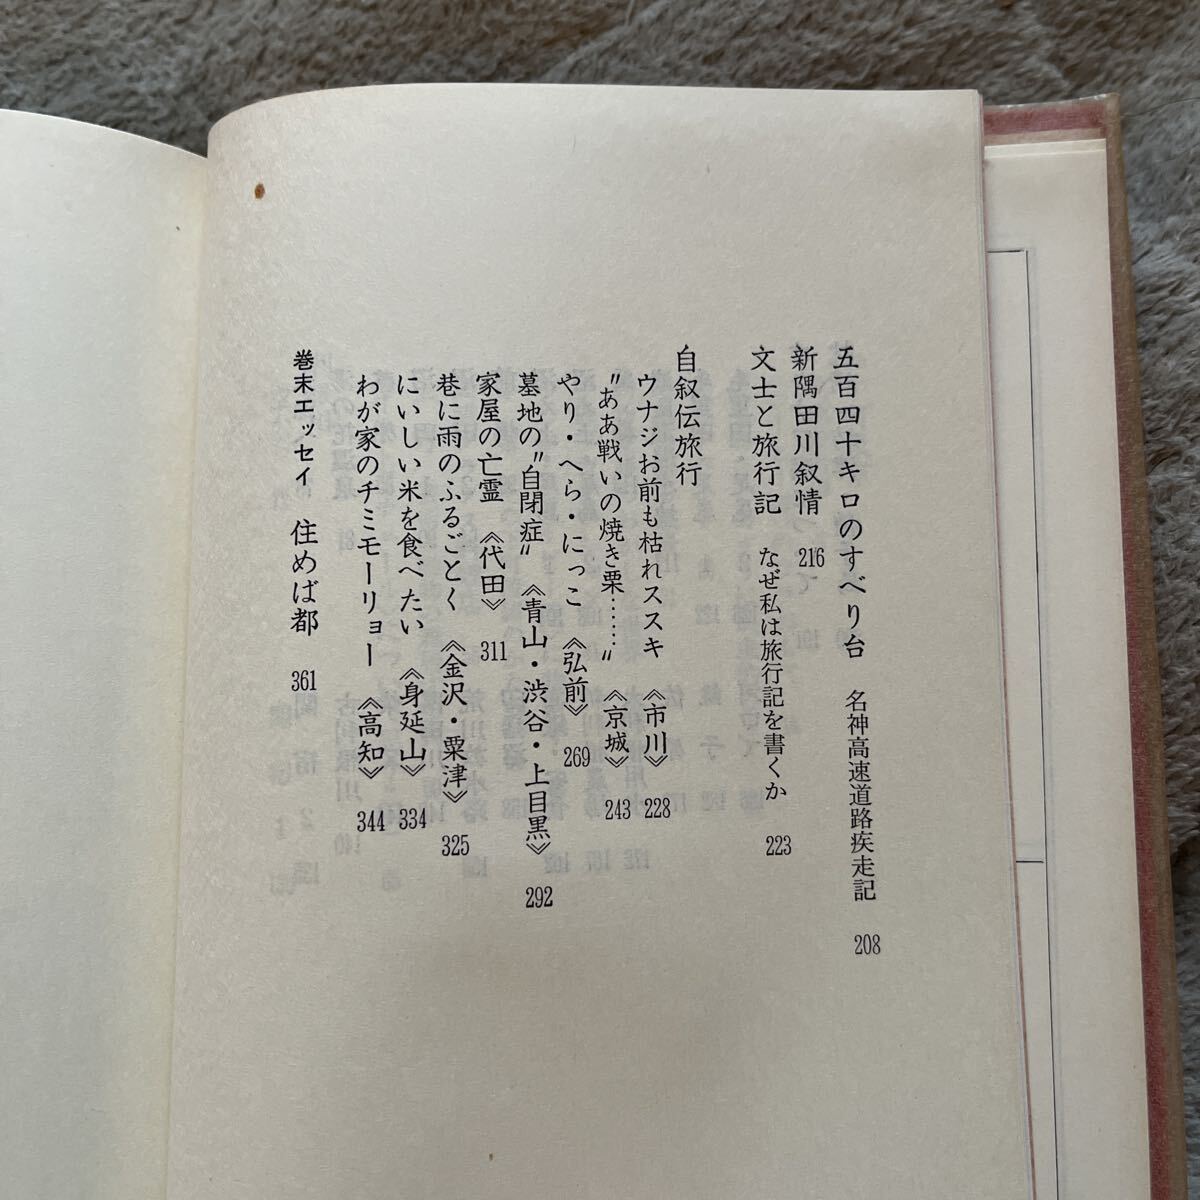 五百四十キロのすべり台　名神高速道路疾走記　208
新隅田川叙情　216
文士と旅行記　なぜ私は旅行記を書くか　223
自叙伝旅行
ウナジお前も枯れススキ　《市川》　228
〝ああ戦いの焼き栗……〟　《京城》　243
やり・へら・にっこ　《弘前》　269
墓地の〝自閉症〟　《青山・渋谷・上目黒》　292
家屋の亡霊　《代田》　311
巷に雨のふるごとく　《金沢・粟津》　325
にいしい米を食べたい　《身延山》　334
わが家のチミモーリョー　《高知》　344
巻末エッセイ　住めば都　361